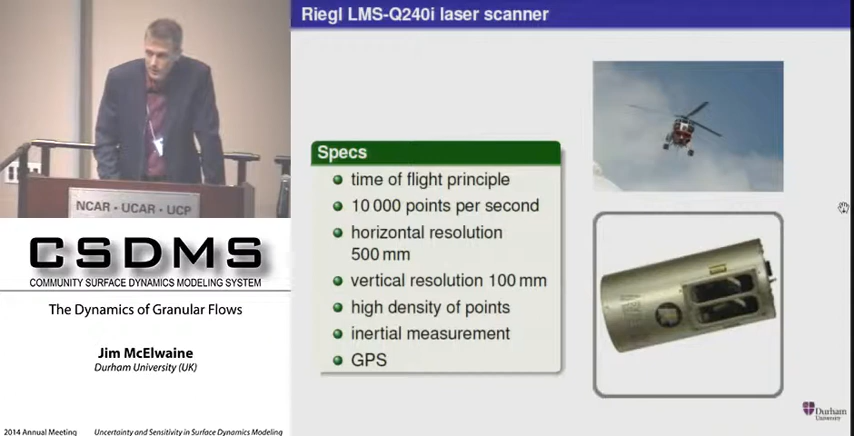 Riegl LMS-Q240i laser scanner
NCAR • UCAR • UCP
CSDMS
COMMUNITY SURFACE DYNAMICS MODELING SYSTEM
The Dynamics of Granular Flows
Jim McElwaine
Durham University (UK)
2014 Annual Meeting
Uncertainty and Sensitivity in Surface Dynamics Modeling
Specs
time of flight principle
10 000 points per second
horizontal resolution
500 mm
vertical resolution 100 mm
high density of points
inertial measurement
GPS
Durham
University